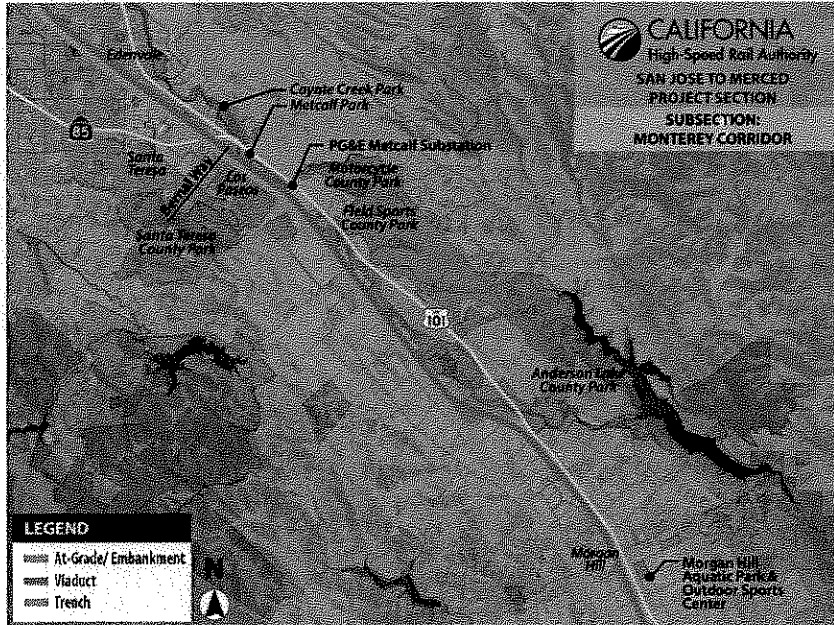 CALIFORNIA
High-Speed Rail Authority
SAN JOSE TO MERCED
PROJECT SECTION
SUBSECTION:
MONTEREY CORRIDOR
Edenvale
Coyote Creek Park
Metcalf Park
85
PG&E Metcalf Substation
Santa
Teresa
Bernal Way
Los
Paseos
Motorcycle
County Park
Field Sports
County Park
Santa Teresa
County Park
101
Anderson Lake
County Park
Morgan
Hill
Morgan Hill
Aquatic Park &
Outdoor Sports
Center
LEGEND
At-Grade/ Embankment
Viaduct
Trench
N